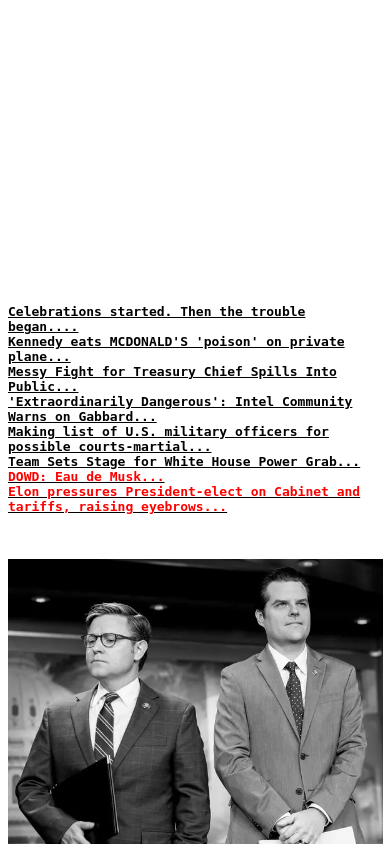 Celebrations started. Then the trouble
began....
Kennedy eats MCDONALD'S 'poison' on private
plane...
Messy Fight for Treasury Chief Spills Into
Public...
'Extraordinarily Dangerous': Intel Community
Warns on Gabbard...
Making list of U.S. military officers for
possible courts-martial...
Team Sets Stage for White House Power Grab...
DOWD: Eau de Musk...
Elon pressures President-elect on Cabinet and
tariffs, raising eyebrows...